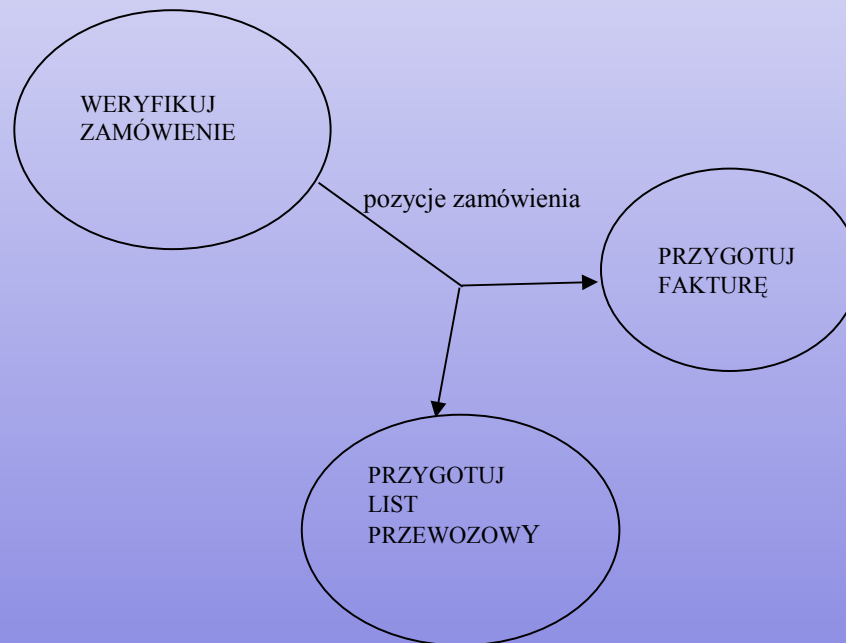 WERYFIKUJ
ZAMÓWIENIE
pozycje zamówienia
PRZYGOTUJ
FAKTURĘ
PRZYGOTUJ
LIST
PRZEWOZOWY